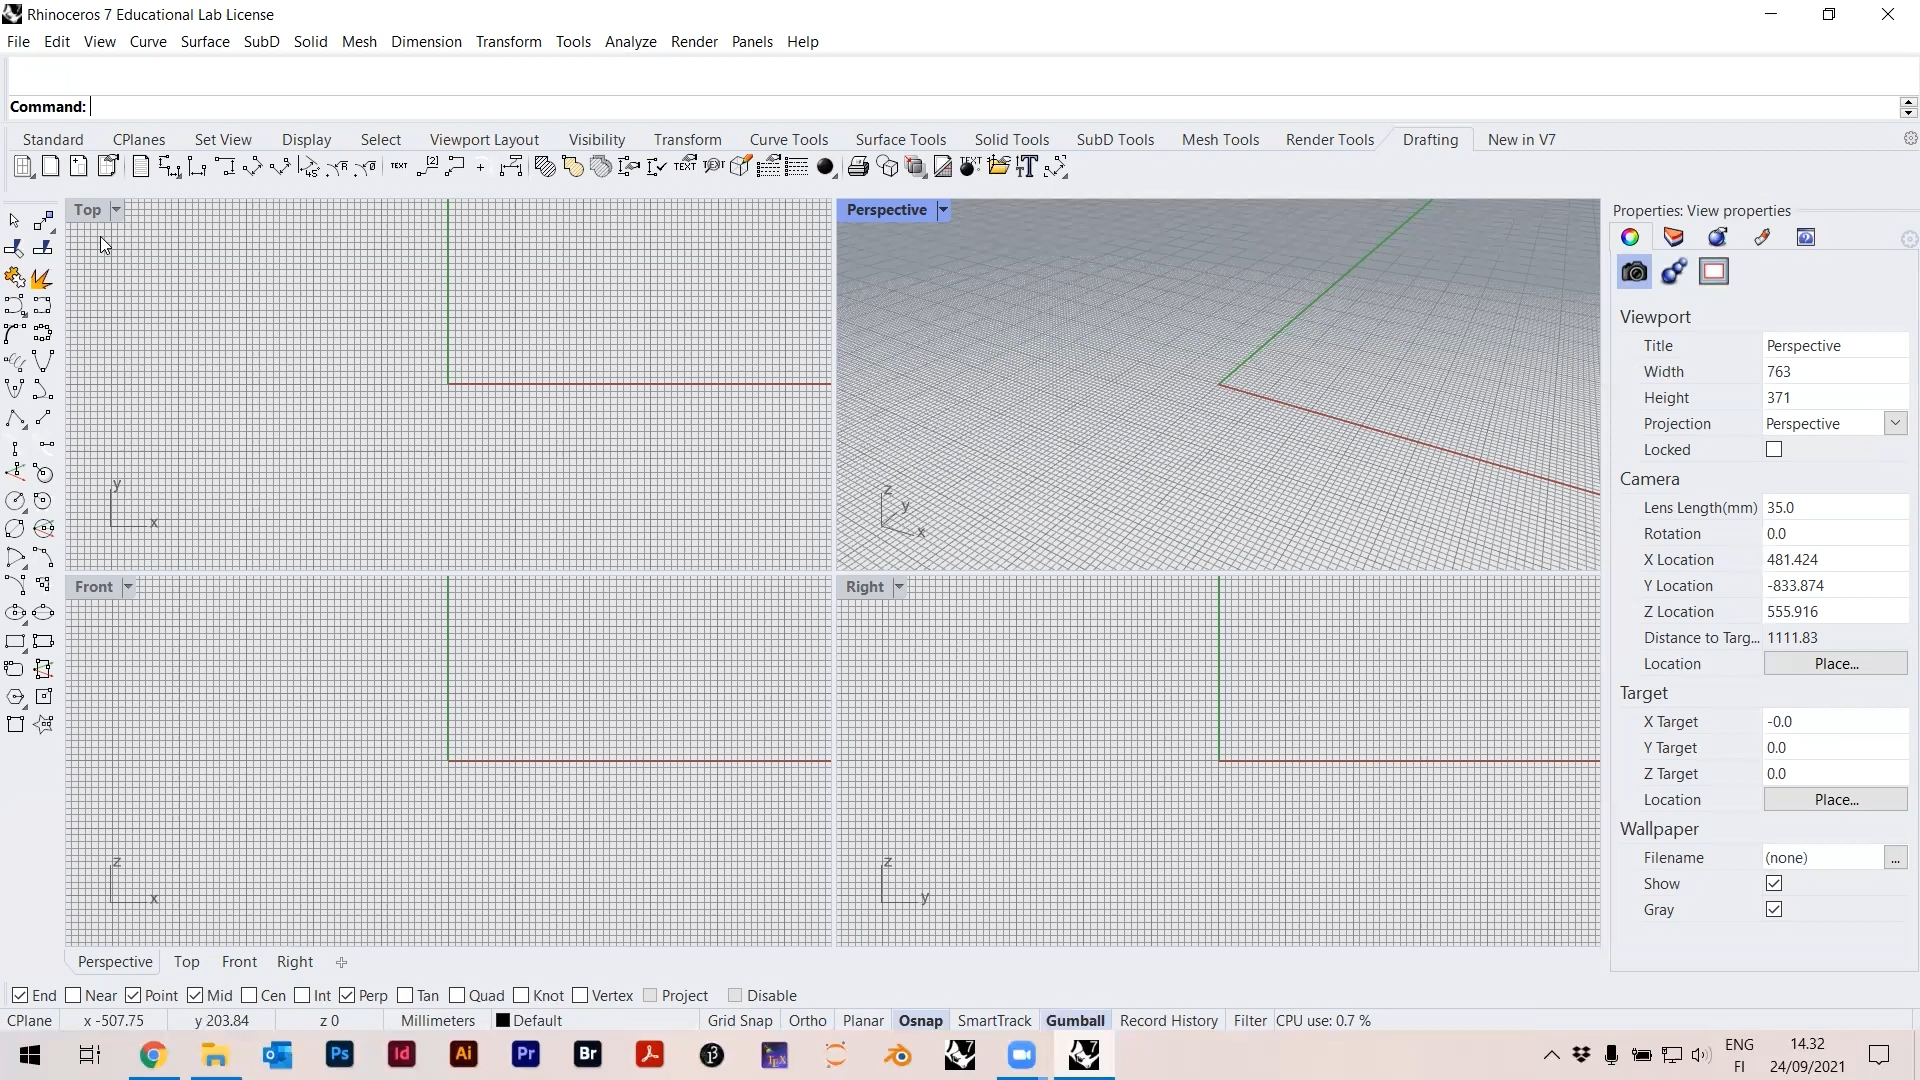 Rhinoceros 7 Educational Lab License
File Edit View Curve Surface SubD Solid Mesh Dimension Transform Tools Analyze Render Panels Help
Command:
Standard CPlanes Set View Display Select Viewport Layout Visibility Transform Curve Tools Surface Tools Solid Tools SubD Tools Mesh Tools Render Tools Drafting New in V7
Top
y
x
Perspective
z
y
x
Front
z
x
Right
z
y
Properties: View properties
Viewport
Title Perspective
Width 763
Height 371
Projection Perspective
Locked
Camera
Lens Length(mm) 35.0
Rotation 0.0
X Location 481.424
Y Location -833.874
Z Location 555.916
Distance to Targ... 1111.83
Location Place...
Target
X Target -0.0
Y Target 0.0
Z Target 0.0
Location Place...
Wallpaper
Filename (none) ...
Show
Gray
Perspective Top Front Right
End Near Point Mid Cen Int Perp Tan Quad Knot Vertex Project Disable
CPlane x -507.75 y 203.84 z 0 Millimeters Default Grid Snap Ortho Planar Osnap SmartTrack Gumball Record History Filter CPU use: 0.7 %
Ps Id Ai Pr Br
ENG
FI
14.32
24/09/2021